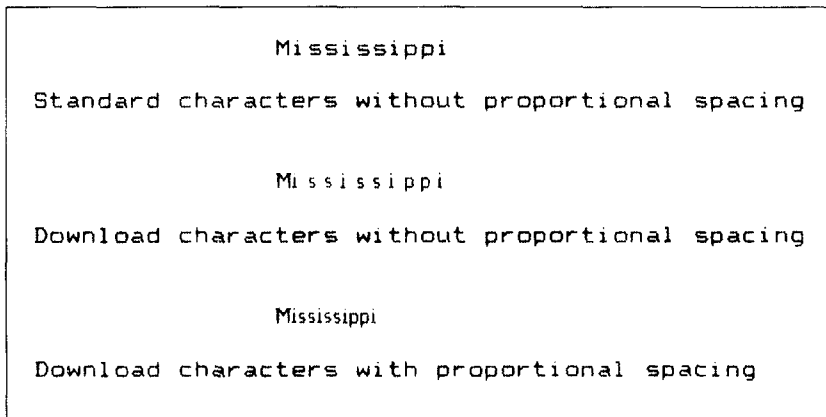 Mississippi
Standard characters without proportional spacing
Mississippi
Download characters without proportional spacing
Mississippi
Download characters with proportional spacing